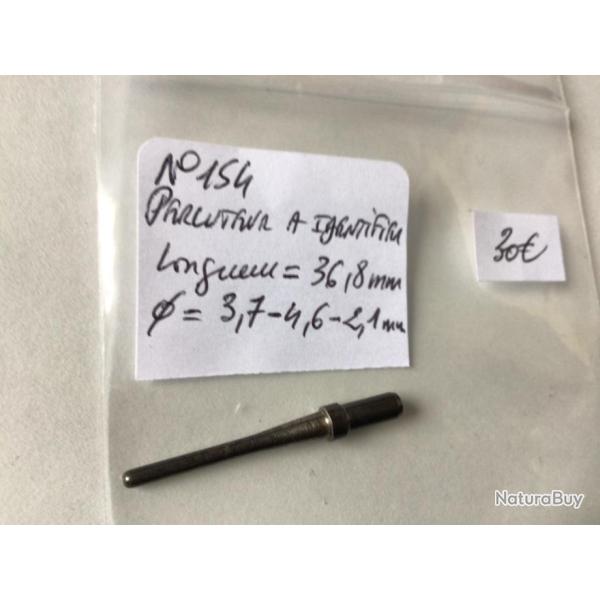 N° 154
PERCUTEUR A IDENTIFIER
Longueur = 36,8mm
Ø = 3,7-4,6-2,1mm
30€
NaturaBuy